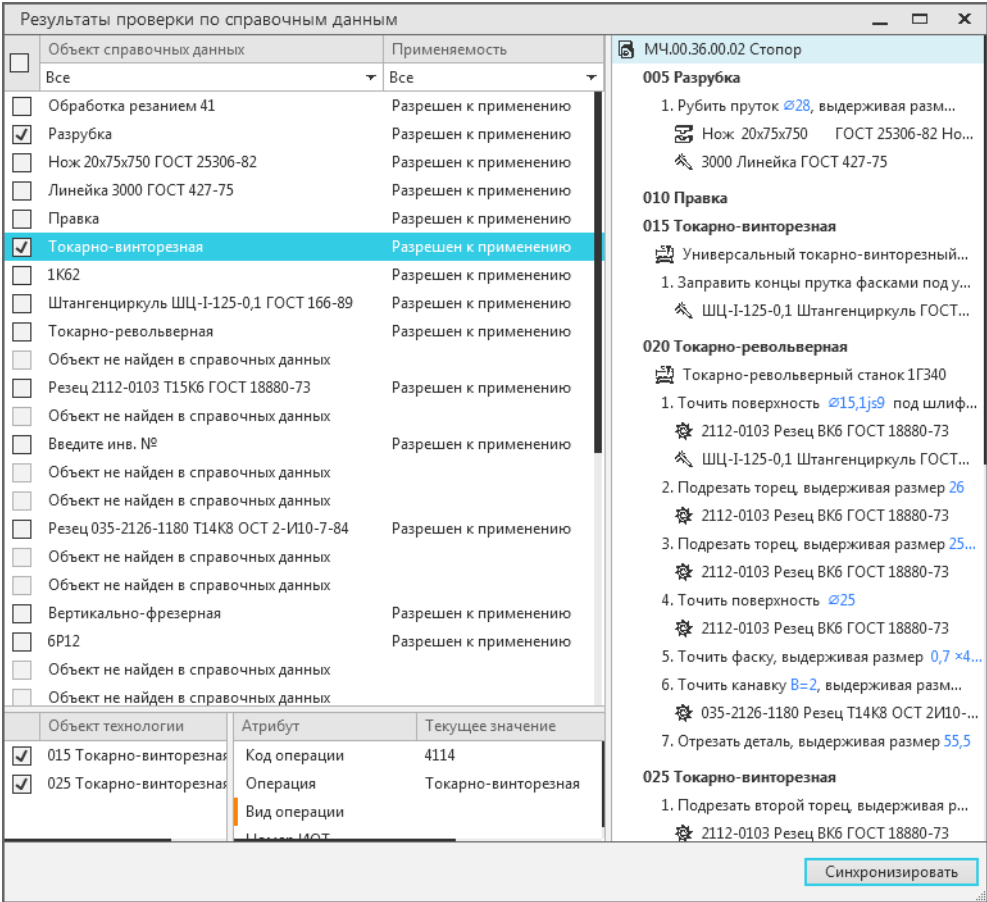 Результаты проверки по справочным данным
Объект справочных данных Применяемость
Все Все
Обработка резанием 41 Разрешен к применению
Разрубка Разрешен к применению
Нож 20х75х750 ГОСТ 25306-82 Разрешен к применению
Линейка 3000 ГОСТ 427-75 Разрешен к применению
Правка Разрешен к применению
Токарно-винторезная Разрешен к применению
1К62 Разрешен к применению
Штангенциркуль ШЦ-I-125-0,1 ГОСТ 166-89 Разрешен к применению
Токарно-револьверная Разрешен к применению
Объект не найден в справочных данных
Резец 2112-0103 Т15К6 ГОСТ 18880-73 Разрешен к применению
Объект не найден в справочных данных
Введите инв. № Разрешен к применению
Объект не найден в справочных данных
Объект не найден в справочных данных
Резец 035-2126-1180 Т14К8 ОСТ 2-И10-7-84 Разрешен к применению
Объект не найден в справочных данных
Объект не найден в справочных данных
Вертикально-фрезерная Разрешен к применению
6Р12 Разрешен к применению
Объект не найден в справочных данных
Объект не найден в справочных данных
Объект технологии Атрибут Текущее значение
015 Токарно-винторезная Код операции 4114
025 Токарно-винторезная Операция Токарно-винторезная
Вид операции
Номер ИОТ
МЧ.00.36.00.02 Стопор
005 Разрубка
1. Рубить пруток ⌀28, выдерживая разм...
Нож 20х75х750 ГОСТ 25306-82 Но...
3000 Линейка ГОСТ 427-75
010 Правка
015 Токарно-винторезная
Универсальный токарно-винторезный...
1. Заправить концы прутка фасками под у...
ШЦ-I-125-0,1 Штангенциркуль ГОСТ...
020 Токарно-револьверная
Токарно-револьверный станок 1Г340
1. Точить поверхность ⌀15,1js9 под шлиф...
2112-0103 Резец ВК6 ГОСТ 18880-73
ШЦ-I-125-0,1 Штангенциркуль ГОСТ...
2. Подрезать торец, выдерживая размер 26
2112-0103 Резец ВК6 ГОСТ 18880-73
3. Подрезать торец, выдерживая размер 25...
2112-0103 Резец ВК6 ГОСТ 18880-73
4. Точить поверхность ⌀25
2112-0103 Резец ВК6 ГОСТ 18880-73
5. Точить фаску, выдерживая размер 0,7 ×4...
6. Точить канавку B=2, выдерживая разм...
035-2126-1180 Резец Т14К8 ОСТ 2И10-...
7. Отрезать деталь, выдерживая размер 55,5
025 Токарно-винторезная
1. Подрезать второй торец, выдерживая р...
2112-0103 Резец ВК6 ГОСТ 18880-73
Синхронизировать